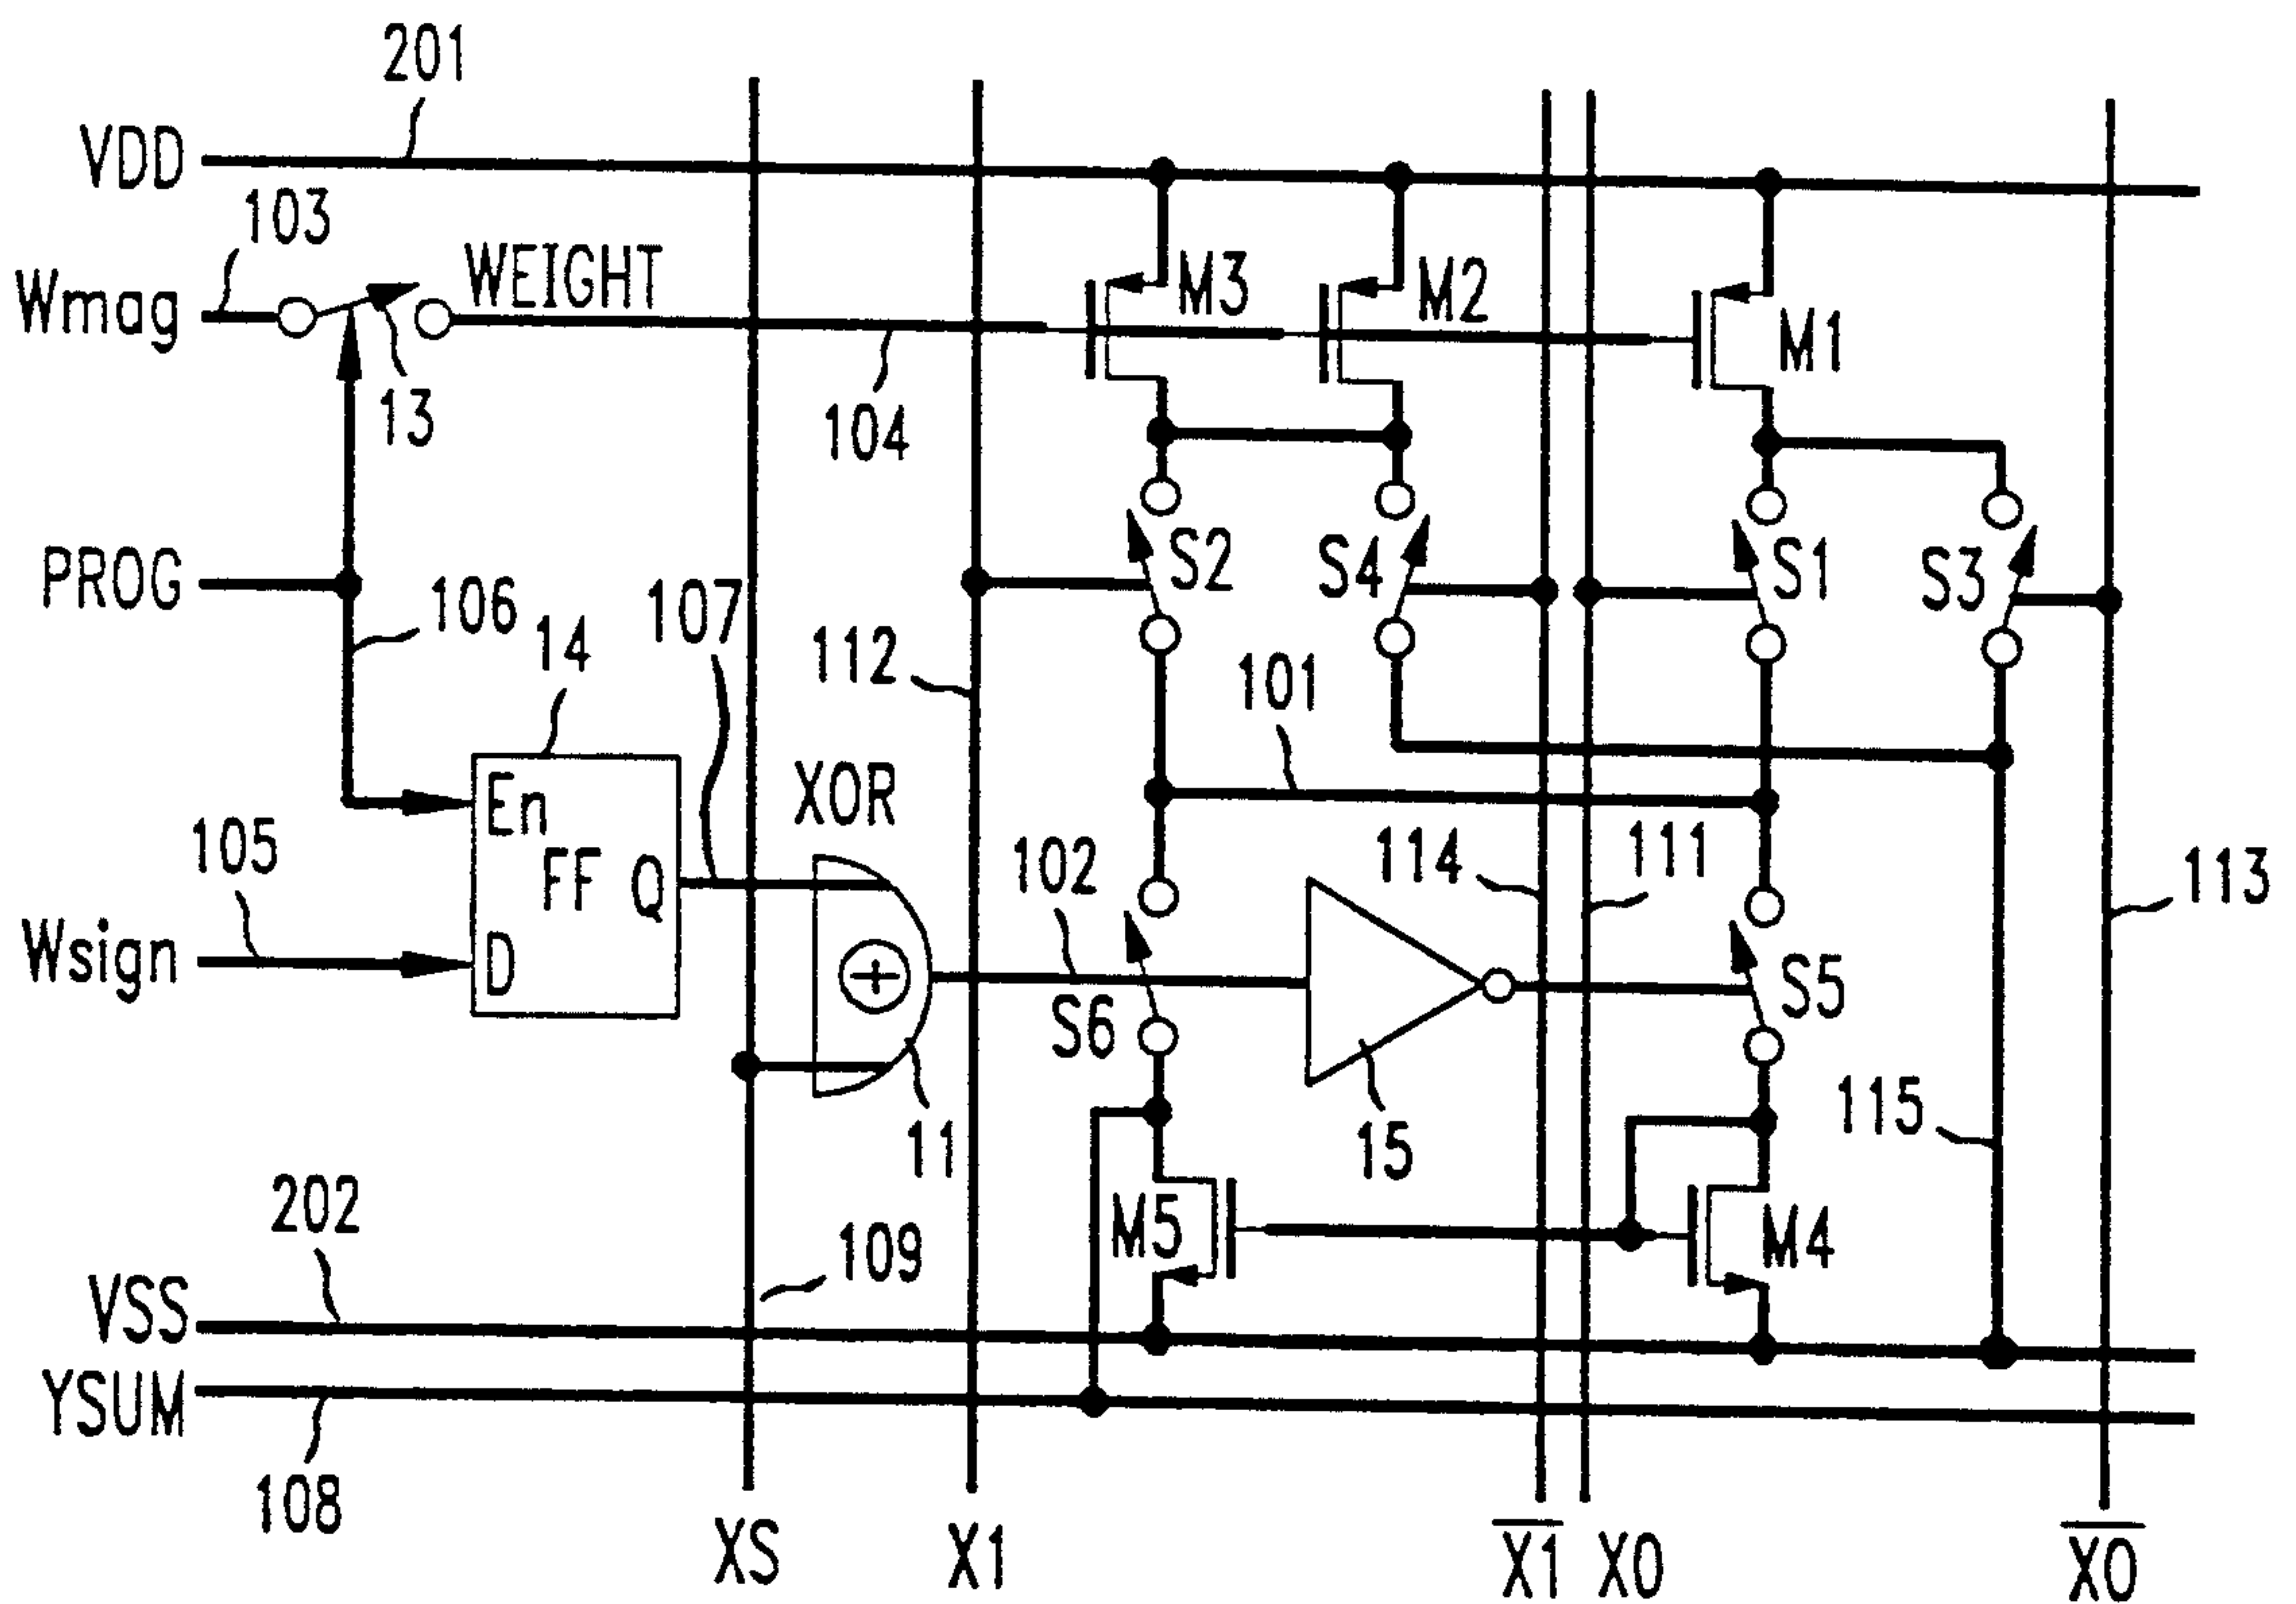 201
VDD
103
Wmag
WEIGHT
M3
M2
M1
13
104
PROG
106
14
107
112
S2
S4
S1
S3
101
En
FF Q
D
XOR
105
Wsign
102
114
111
113
S6
S5
11
15
115
M5
M4
202
109
VSS
YSUM
108
XS
X1
X̅1̅
X0
X̅0̅